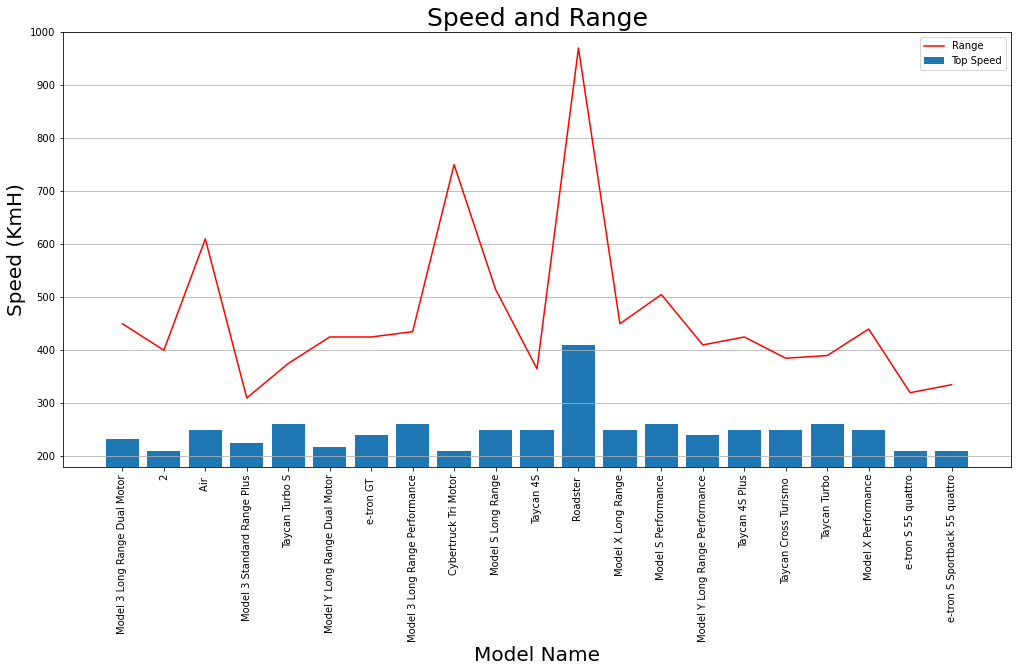 Speed and Range
Range
Top Speed
Speed (KmH)
1000
900
800
700
600
500
400
300
200
Model 3 Long Range Dual Motor
2
Air
Model 3 Standard Range Plus
Taycan Turbo S
Model Y Long Range Dual Motor
e-tron GT
Model 3 Long Range Performance
Cybertruck Tri Motor
Model S Long Range
Taycan 4S
Roadster
Model X Long Range
Model S Performance
Model Y Long Range Performance
Taycan 4S Plus
Taycan Cross Turismo
Taycan Turbo
Model X Performance
e-tron S 55 quattro
e-tron S Sportback 55 quattro
Model Name